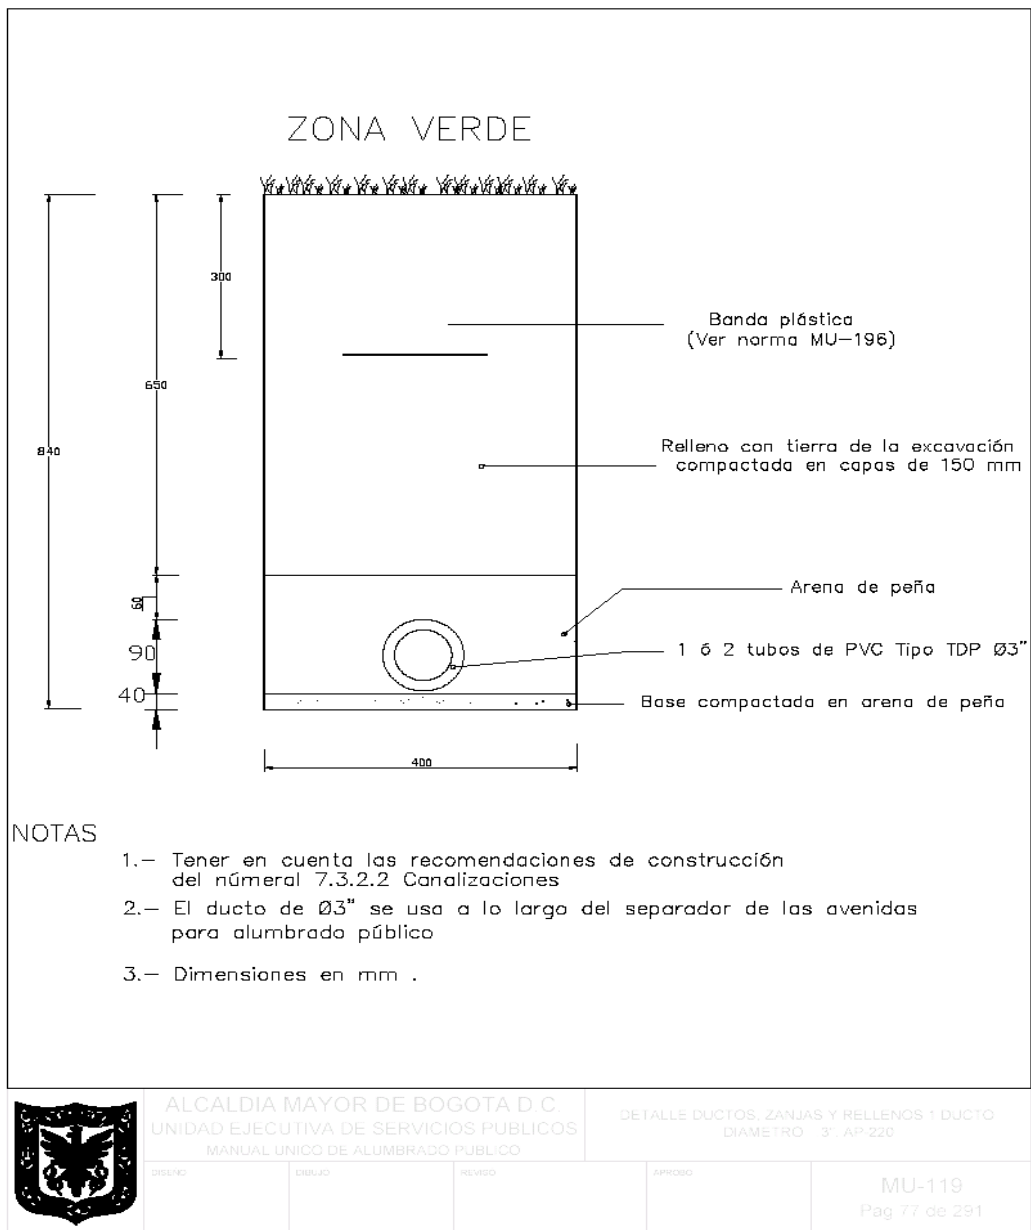 ZONA VERDE
300
650
840
60
90
40
400
Banda plástica
(Ver norma MU-196)
Relleno con tierra de la excavación
compactada en capas de 150 mm
Arena de peña
1 ó 2 tubos de PVC Tipo TDP Ø3"
Base compactada en arena de peña
NOTAS
1.- Tener en cuenta las recomendaciones de construcción
del númeral 7.3.2.2 Canalizaciones
2.- El ducto de Ø3" se usa a lo largo del separador de las avenidas
para alumbrado público
3.- Dimensiones en mm .
ALCALDIA MAYOR DE BOGOTA D.C.
UNIDAD EJECUTIVA DE SERVICIOS PUBLICOS
MANUAL UNICO DE ALUMBRADO PUBLICO
DETALLE DUCTOS, ZANJAS Y RELLENOS 1 DUCTO
DIAMETRO 3", AP-220
DISEÑO
DIBUJO
REVISO
APROBO
MU-119
Pag 77 de 291